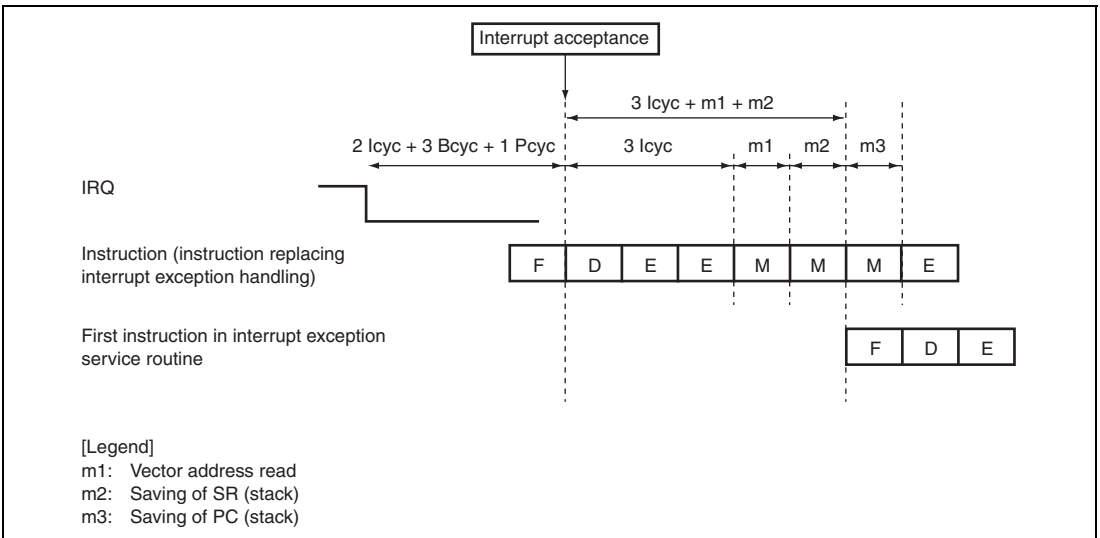 Interrupt acceptance
3 Icyc + m1 + m2
2 Icyc + 3 Bcyc + 1 Pcyc
3 Icyc
m1
m2
m3
IRQ
Instruction (instruction replacing
interrupt exception handling)
F D E E M M M E
First instruction in interrupt exception
service routine
F D E
[Legend]
m1: Vector address read
m2: Saving of SR (stack)
m3: Saving of PC (stack)